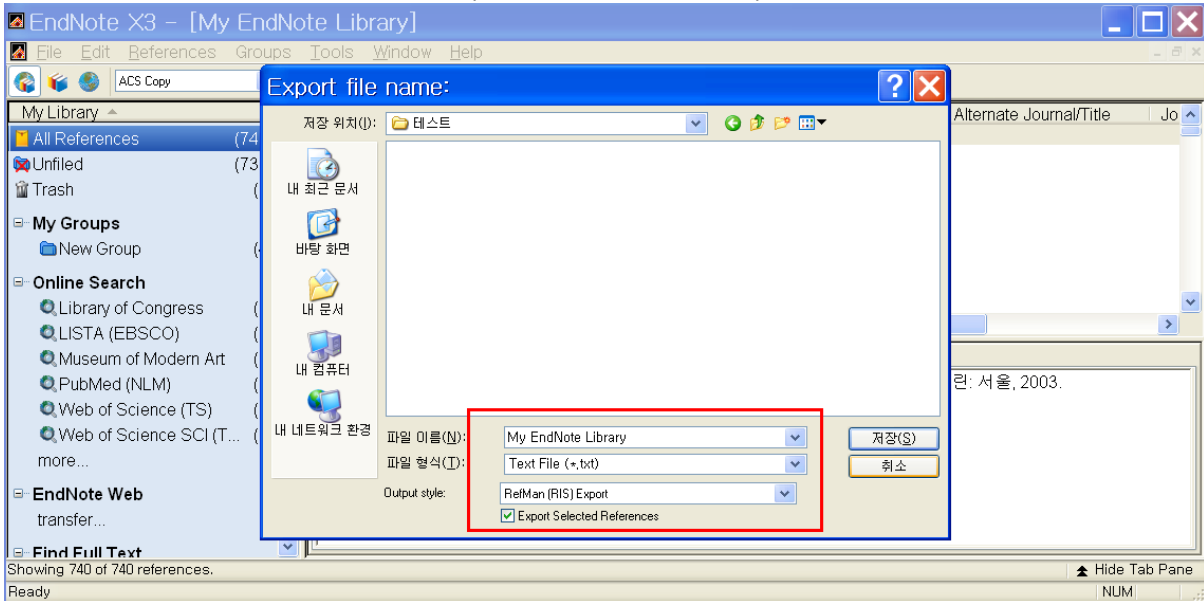 EndNote X3 - [My EndNote Library]
File Edit References Groups Tools Window Help
ACS Copy
Export file name:
My Library
Alternate Journal/Title Jo
저장 위치(I): 테스트
All References (74
Unfiled (73
Trash (
My Groups
New Group (
Online Search
Library of Congress (
LISTA (EBSCO) (
Museum of Modern Art (
PubMed (NLM) (
Web of Science (TS) (
Web of Science SCI (T... (
more...
EndNote Web
transfer...
Find Full Text
내 최근 문서
바탕 화면
내 문서
내 컴퓨터
내 네트워크 환경
파일 이름(N): My EndNote Library 저장(S)
파일 형식(T): Text File (*.txt) 취소
Output style: RefMan (RIS) Export
Export Selected References
린: 서울, 2003.
Showing 740 of 740 references.
Hide Tab Pane
Ready NUM